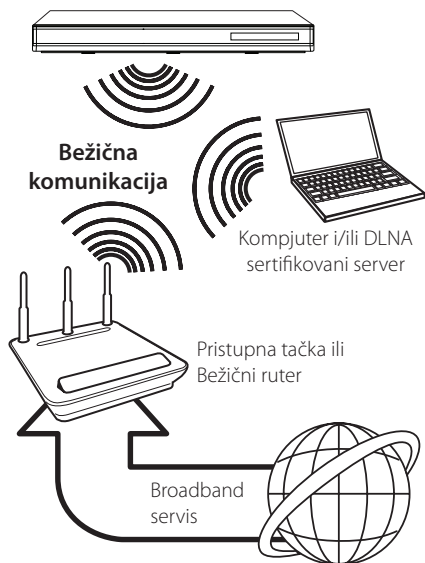 Bežična
komunikacija
Kompjuter i/ili DLNA
sertifikovani server
Pristupna tačka ili
Bežični ruter
Broadband
servis